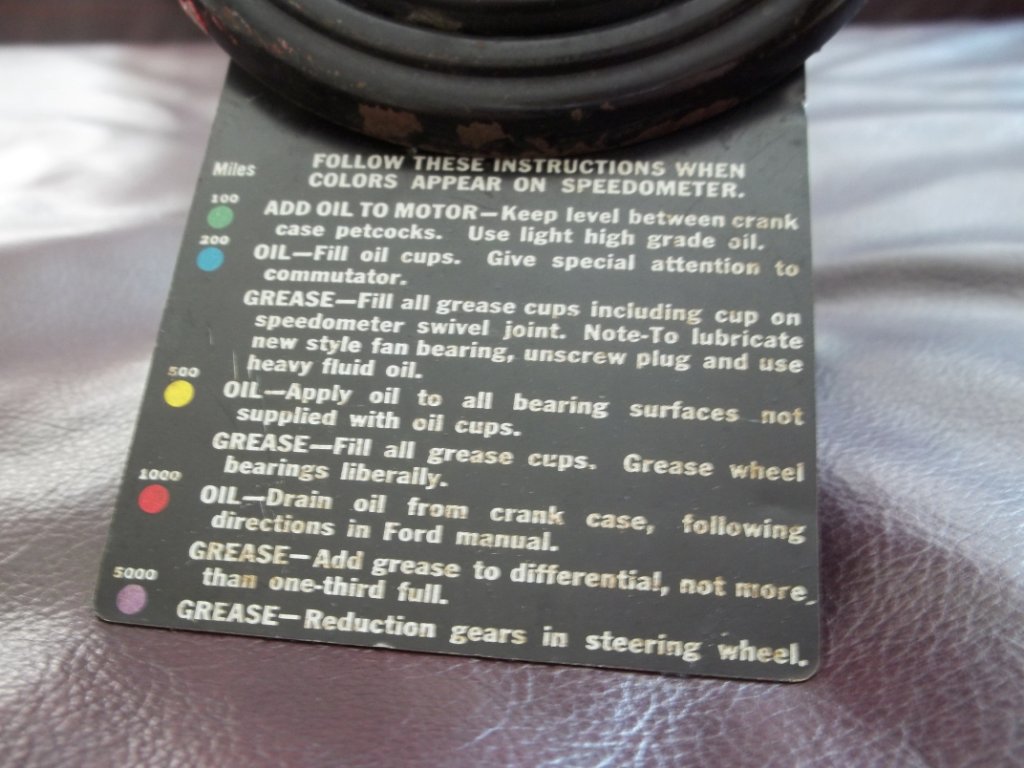 FOLLOW THESE INSTRUCTIONS WHEN
Miles
COLORS APPEAR ON SPEEDOMETER.
100
ADD OIL TO MOTOR—Keep level between crank
case petcocks. Use light high grade oil.
200
OIL—Fill oil cups. Give special attention to
commutator.
GREASE—Fill all grease cups including cup on
speedometer swivel joint. Note-To lubricate
new style fan bearing, unscrew plug and use
heavy fluid oil.
500
OIL—Apply oil to all bearing surfaces not
supplied with oil cups.
GREASE—Fill all grease cups. Grease wheel
bearings liberally.
1000
OIL—Drain oil from crank case, following
directions in Ford manual.
GREASE—Add grease to differential, not more
than one-third full.
5000
GREASE—Reduction gears in steering wheel.